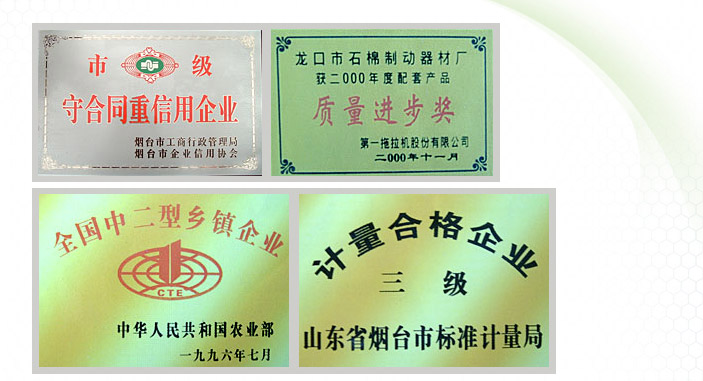 市 级
守合同重信用企业
烟台市工商行政管理局
烟台市企业信用协会
龙口市石棉制动器材厂
获二000年度配套产品
质量进步奖
第一拖拉机股份有限公司
二000年十一月
全国中二型乡镇企业
CTE
中华人民共和国农业部
一九九六年七月
计量合格企业
三 级
山东省烟台市标准计量局